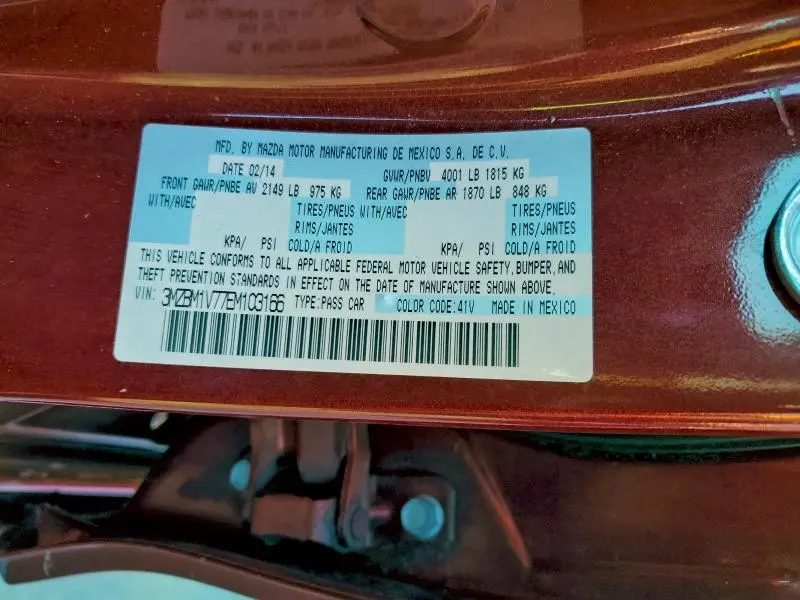 MFD. BY MAZDA MOTOR MANUFACTURING DE MEXICO S.A. DE C.V.
DATE 02/14 GVWR/PNBV 4001 LB 1815 KG
FRONT GAWR/PNBE AV 2149 LB 975 KG REAR GAWR/PNBE AR 1870 LB 848 KG
WITH/AVEC TIRES/PNEUS WITH/AVEC TIRES/PNEUS
RIMS/JANTES RIMS/JANTES
KPA/ PSI COLD/A FROID KPA/ PSI COLD/A FROID
THIS VEHICLE CONFORMS TO ALL APPLICABLE FEDERAL MOTOR VEHICLE SAFETY, BUMPER, AND
THEFT PREVENTION STANDARDS IN EFFECT ON THE DATE OF MANUFACTURE SHOWN ABOVE.
VIN: 3MZBM1V77EM103166 TYPE:PASS CAR COLOR CODE:41V MADE IN MEXICO